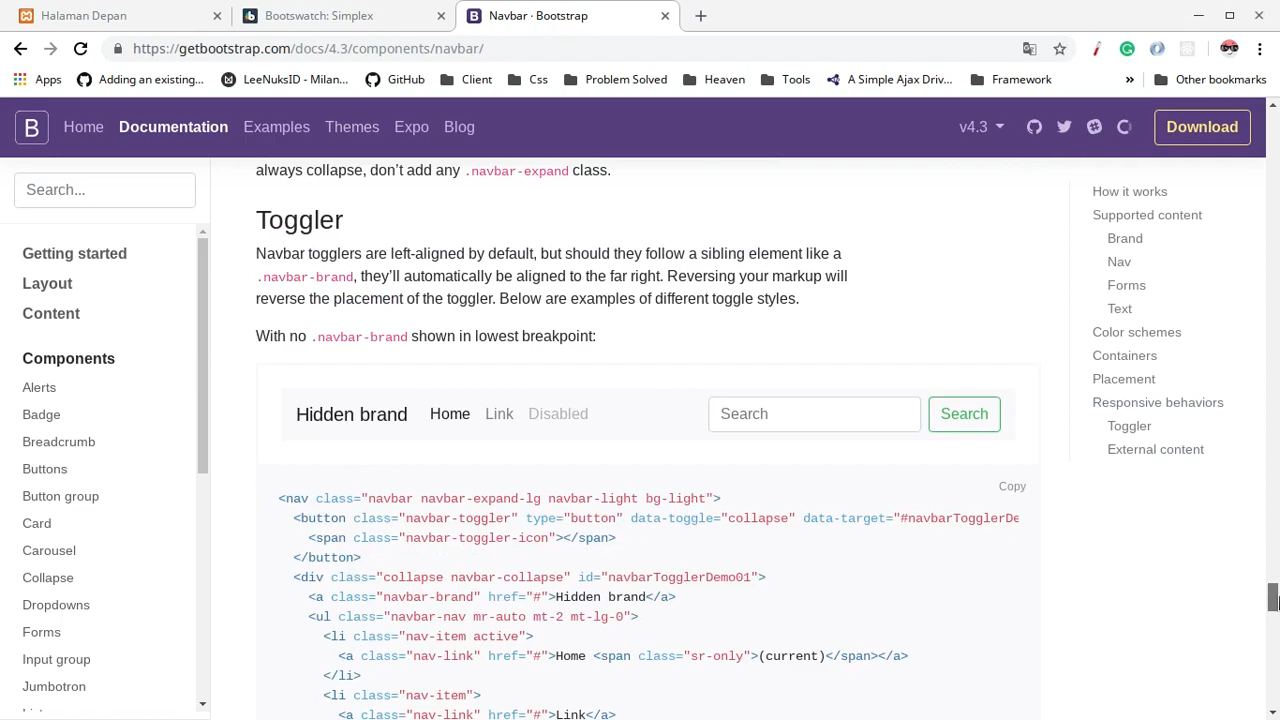 Halaman Depan
Bootswatch: Simplex
Navbar · Bootstrap
https://getbootstrap.com/docs/4.3/components/navbar/
Apps
Adding an existing...
LeeNuksID - Milan...
GitHub
Client
Css
Problem Solved
Heaven
Tools
A Simple Ajax Driv...
Framework
»
Other bookmarks
B
Home
Documentation
Examples
Themes
Expo
Blog
v4.3
Download
Search...
Getting started
Layout
Content
Components
Alerts
Badge
Breadcrumb
Buttons
Button group
Card
Carousel
Collapse
Dropdowns
Forms
Input group
Jumbotron
always collapse, don’t add any .navbar-expand class.
Toggler
Navbar togglers are left-aligned by default, but should they follow a sibling element like a
.navbar-brand, they’ll automatically be aligned to the far right. Reversing your markup will
reverse the placement of the toggler. Below are examples of different toggle styles.
With no .navbar-brand shown in lowest breakpoint:
Hidden brand Home Link Disabled Search Search
Copy
<nav class="navbar navbar-expand-lg navbar-light bg-light">
<button class="navbar-toggler" type="button" data-toggle="collapse" data-target="#navbarTogglerDe
<span class="navbar-toggler-icon"></span>
</button>
<div class="collapse navbar-collapse" id="navbarTogglerDemo01">
<a class="navbar-brand" href="#">Hidden brand</a>
<ul class="navbar-nav mr-auto mt-2 mt-lg-0">
<li class="nav-item active">
<a class="nav-link" href="#">Home <span class="sr-only">(current)</span></a>
</li>
<li class="nav-item">
<a class="nav-link" href="#">Link</a>
How it works
Supported content
Brand
Nav
Forms
Text
Color schemes
Containers
Placement
Responsive behaviors
Toggler
External content